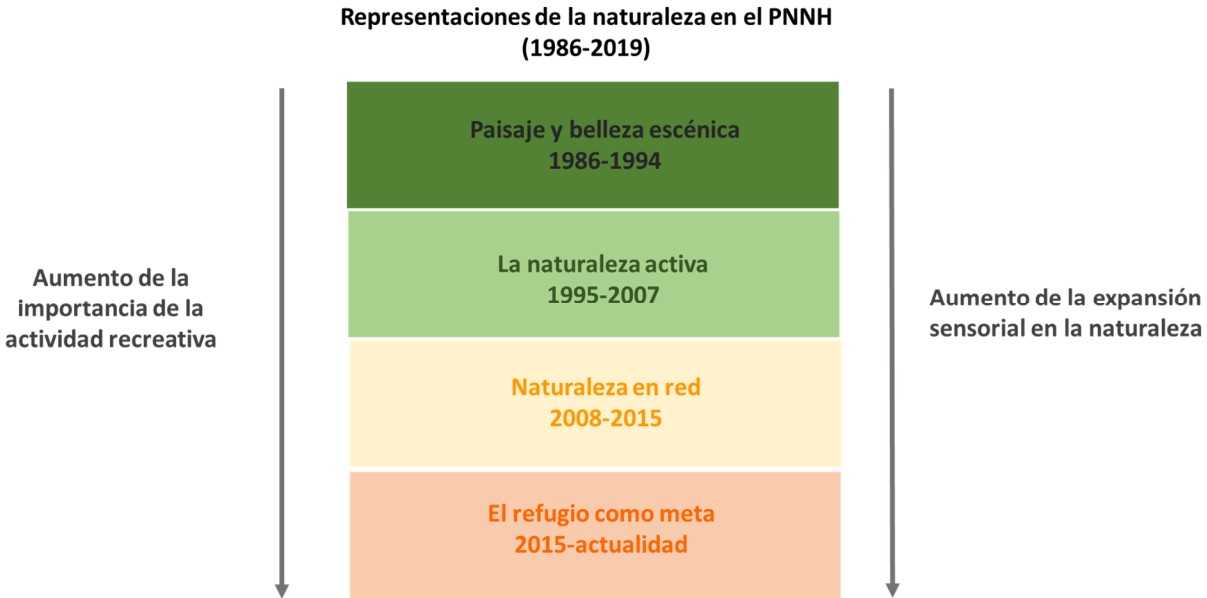 Representaciones de la naturaleza en el PNNH
(1986-2019)
Paisaje y belleza escénica
1986-1994
La naturaleza activa
1995-2007
Naturaleza en red
2008-2015
El refugio como meta
2015-actualidad
Aumento de la
importancia de la
actividad recreativa
Aumento de la expansión
sensorial en la naturaleza